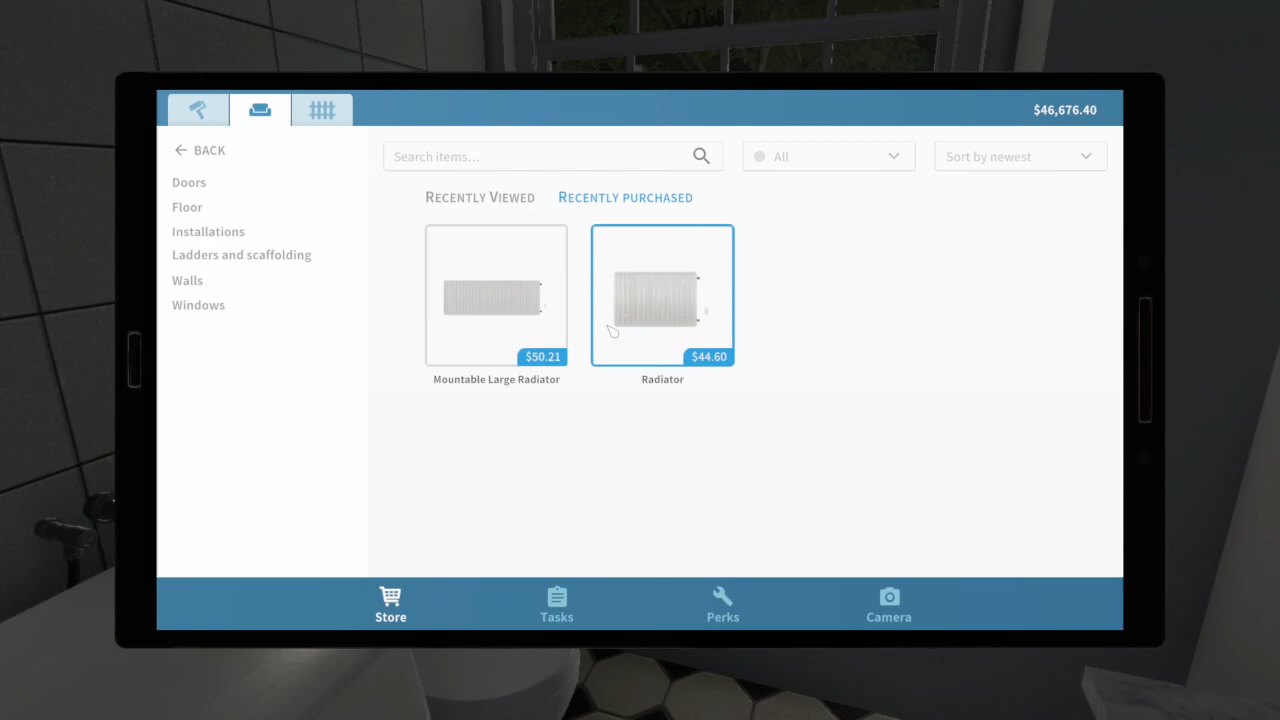 $46,676.40
BACK
Doors
Floor
Installations
Ladders and scaffolding
Walls
Windows
Search items...
All
Sort by newest
RECENTLY VIEWED
RECENTLY PURCHASED
$50.21
Mountable Large Radiator
$44.60
Radiator
Store
Tasks
Perks
Camera